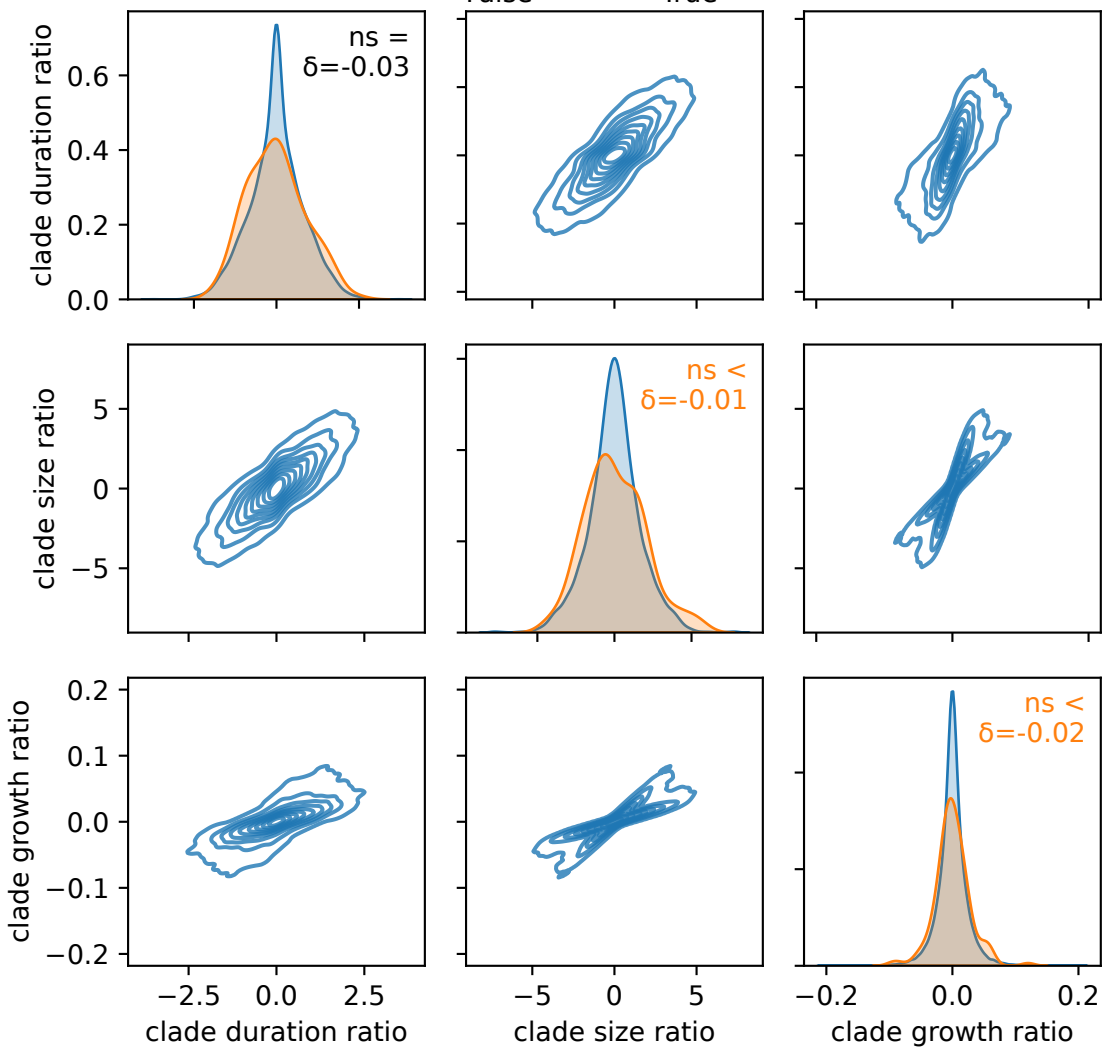 ns =
δ=-0.03
clade duration ratio
0.6
0.4
0.2
0.0
ns <
δ=-0.01
clade size ratio
5
0
−5
ns <
δ=-0.02
clade growth ratio
0.2
0.1
0.0
−0.1
−0.2
−2.5 0.0 2.5
−5 0 5
−0.2 0.0 0.2
clade duration ratio
clade size ratio
clade growth ratio